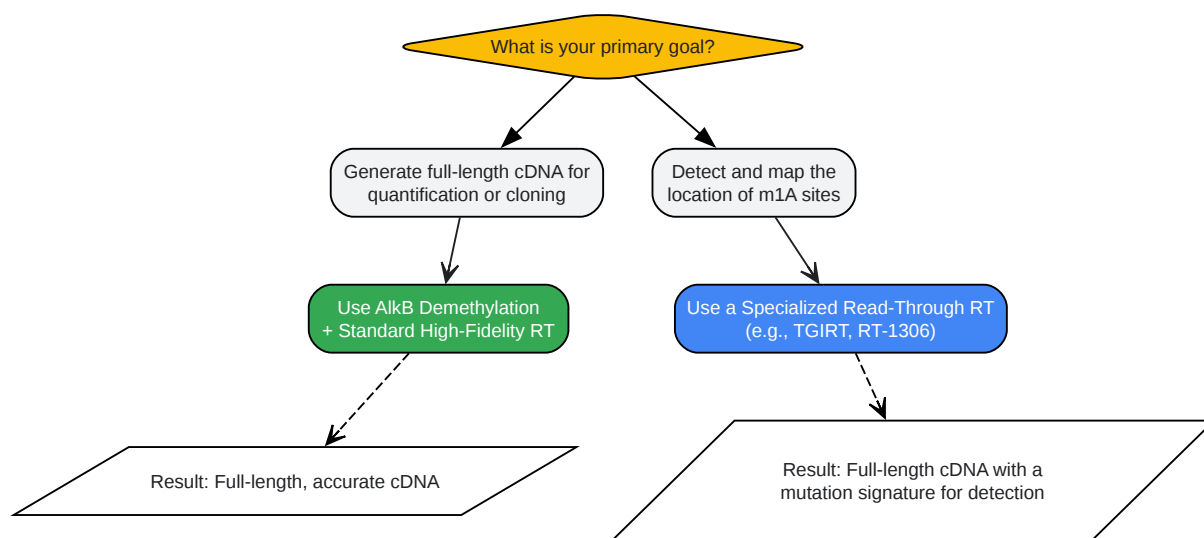 What is your primary goal?
Generate full-length cDNA for
quantification or cloning
Detect and map the
location of m1A sites
Use AlkB Demethylation
+ Standard High-Fidelity RT
Use a Specialized Read-Through RT
(e.g., TGIRT, RT-1306)
Result: Full-length, accurate cDNA
Result: Full-length cDNA with a
mutation signature for detection